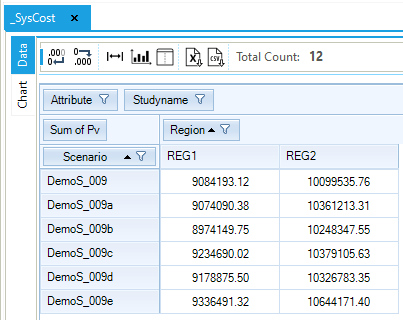 _SysCost ×
Data
Chart
.00 .000 Total Count: 12
Attribute Studyname
Sum of Pv Region
Scenario REG1 REG2
DemoS_009 9084193.12 10099535.76
DemoS_009a 9074090.38 10361213.31
DemoS_009b 8974149.75 10248347.55
DemoS_009c 9234690.02 10379105.63
DemoS_009d 9178875.50 10326783.35
DemoS_009e 9336491.32 10644171.40